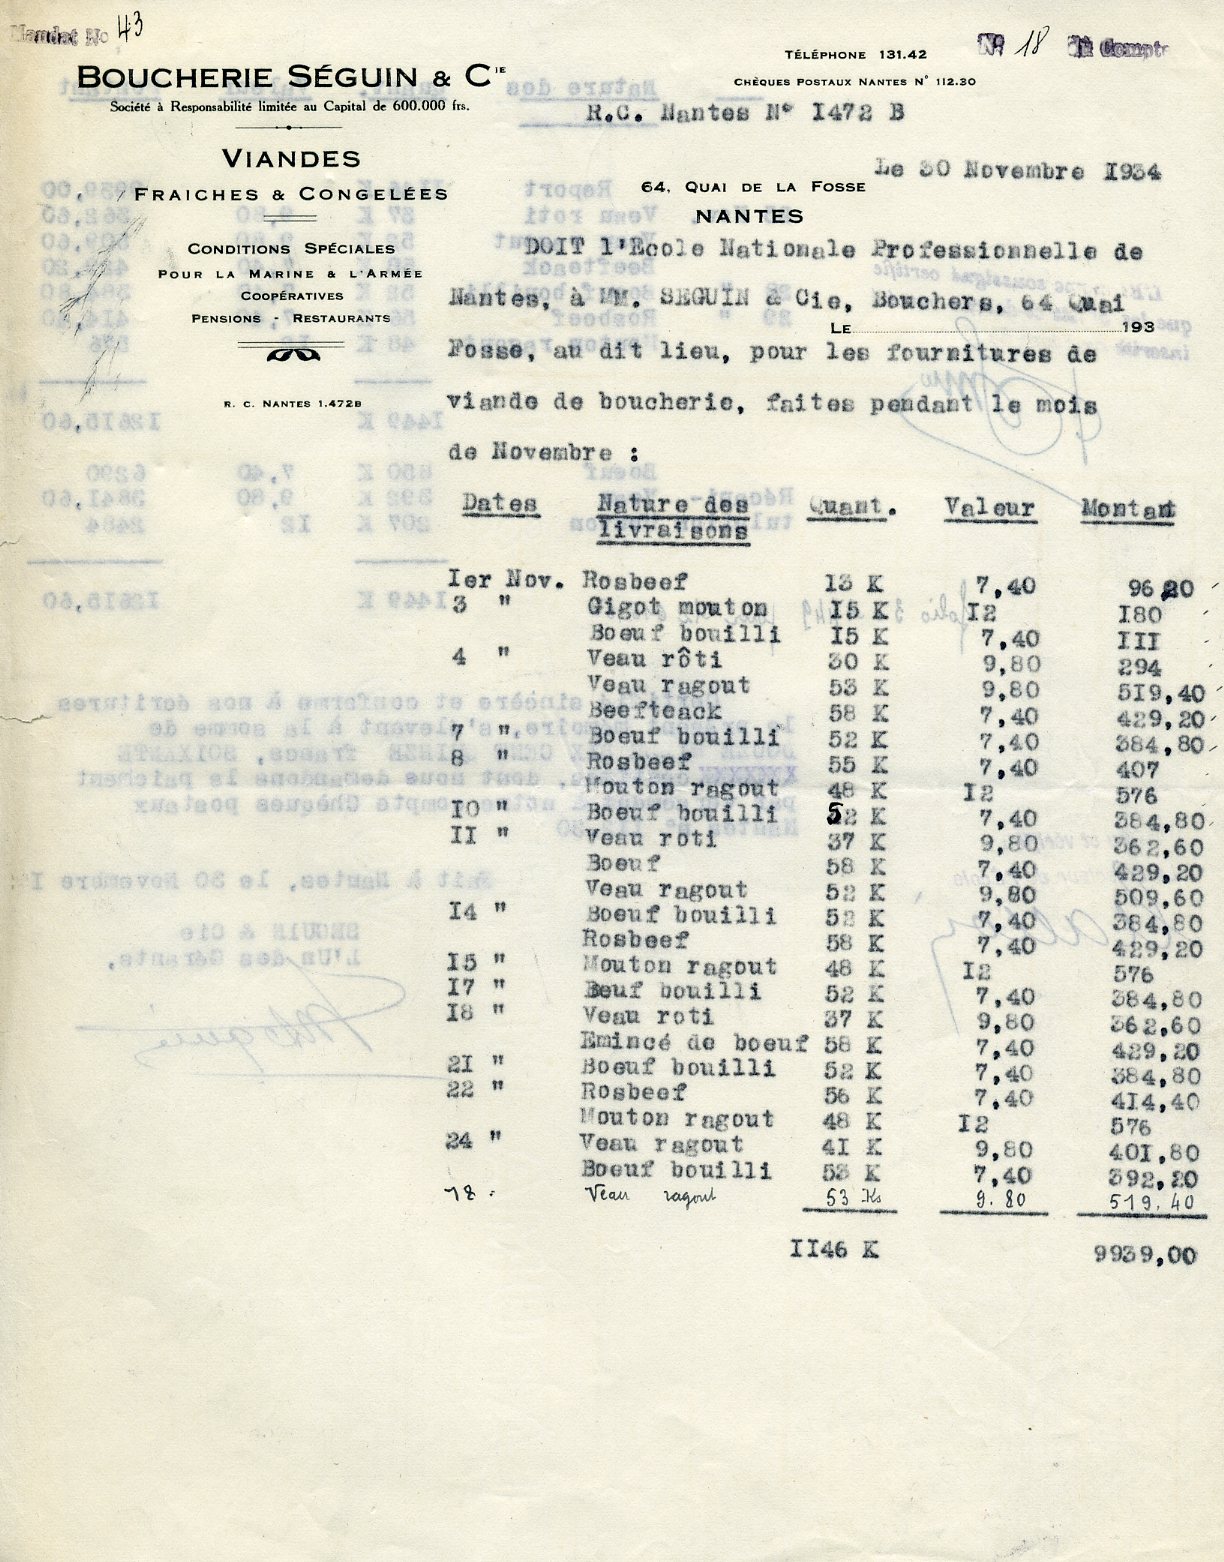 Mandat No 43
No 18 du Compte
BOUCHERIE SÉGUIN & CIE
Société à Responsabilité limitée au Capital de 600.000 frs.
VIANDES
FRAICHES & CONGELÉES
CONDITIONS SPÉCIALES
POUR LA MARINE & L'ARMÉE
COOPÉRATIVES
PENSIONS - RESTAURANTS
R. C. NANTES 1.472B
TÉLÉPHONE 131.42
CHÈQUES POSTAUX NANTES N° 112.30
R.C. Nantes N° I472 B
Le 30 Novembre I934
64, QUAI DE LA FOSSE
NANTES
DOIT l'Ecole Nationale Professionnelle de
Nantes, à MM. SEGUIN & Cie, Bouchers, 64 Quai
LE 193
Fosse, au dit lieu, pour les fournitures de
viande de boucherie, faites pendant le mois
de Novembre :
Dates Nature des livraisons Quant. Valeur Montant
Ier Nov. Rosbeef 13 K 7,40 96,20
3 " Gigot mouton I5 K I2 I80
Boeuf bouilli I5 K 7,40 III
4 " Veau rôti 30 K 9,80 294
Veau ragout 53 K 9,80 519,40
Beefteack 58 K 7,40 429,20
7 " Boeuf bouilli 52 K 7,40 384,80
8 " Rosbeef 55 K 7,40 407
Mouton ragout 48 K I2 576
IO " Boeuf bouilli 52 K 7,40 384,80
II " Veau roti 37 K 9,80 362,60
Boeuf 58 K 7,40 429,20
Veau ragout 52 K 9,80 509,60
I4 " Boeuf bouilli 52 K 7,40 384,80
Rosbeef 58 K 7,40 429,20
I5 " Mouton ragout 48 K I2 576
I7 " Beuf bouilli 52 K 7,40 384,80
I8 " Veau roti 37 K 9,80 362,60
Emincé de boeuf 58 K 7,40 429,20
2I " Boeuf bouilli 52 K 7,40 384,80
22 " Rosbeef 56 K 7,40 4I4,40
Mouton ragout 48 K I2 576
24 " Veau ragout 4I K 9,80 40I,80
Boeuf bouilli 53 K 7,40 392,20
18 . Veau ragout 53 Ks 9.80 519.40
II46 K 9939,00